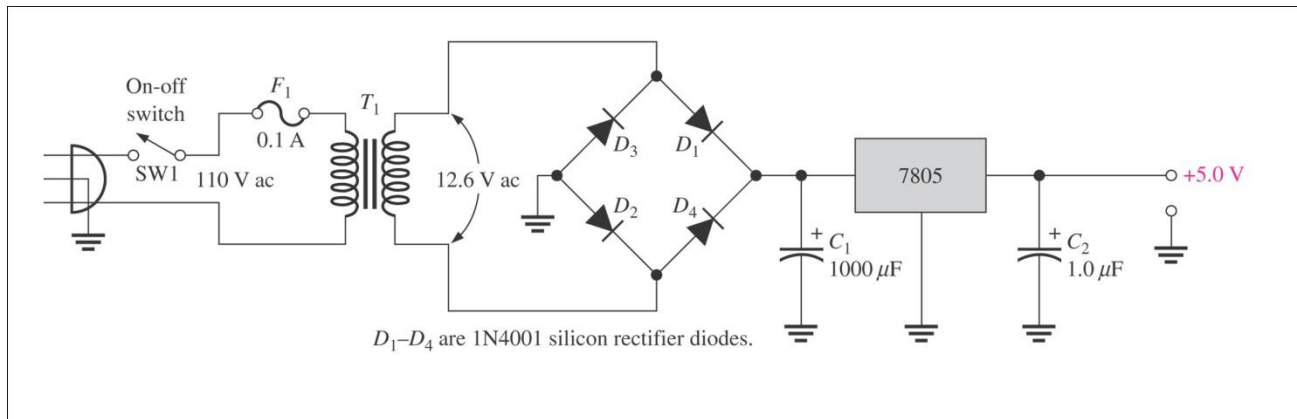 On-off
switch
F1
T1
0.1 A
SW1
110 V ac
12.6 V ac
D3
D1
D2
D4
7805
+5.0 V
+
C1
1000 μF
+
C2
1.0 μF
D1–D4 are 1N4001 silicon rectifier diodes.